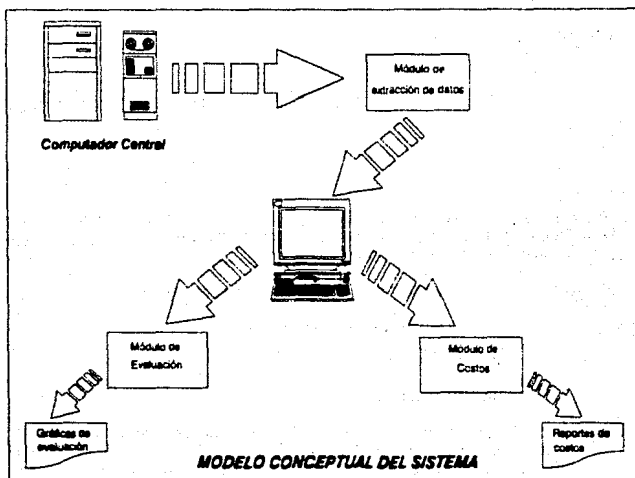 Módulo de
extracción de datos
Computador Central
Módulo de
Evaluación
Módulo de
Costos
Gráficas de
evaluación
Reportes de
costos
MODELO CONCEPTUAL DEL SISTEMA